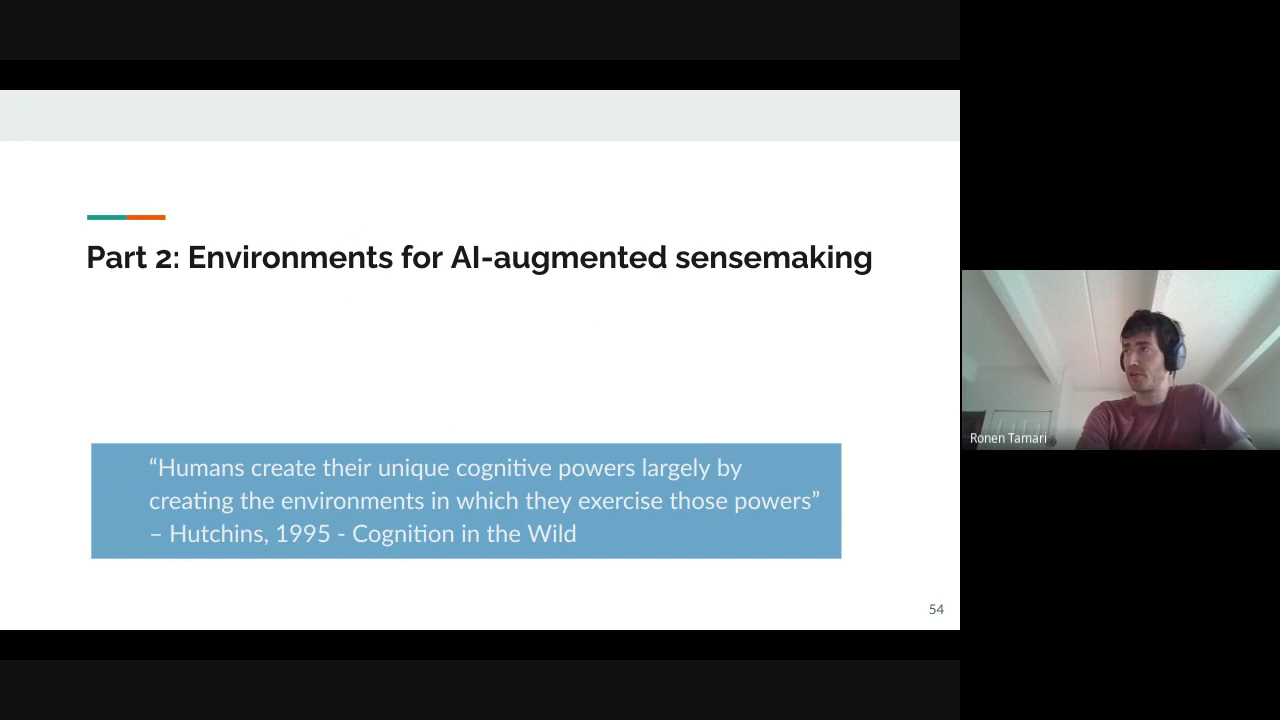 Part 2: Environments for AI-augmented sensemaking
“Humans create their unique cognitive powers largely by
creating the environments in which they exercise those powers”
– Hutchins, 1995 - Cognition in the Wild
54
Ronen Tamari